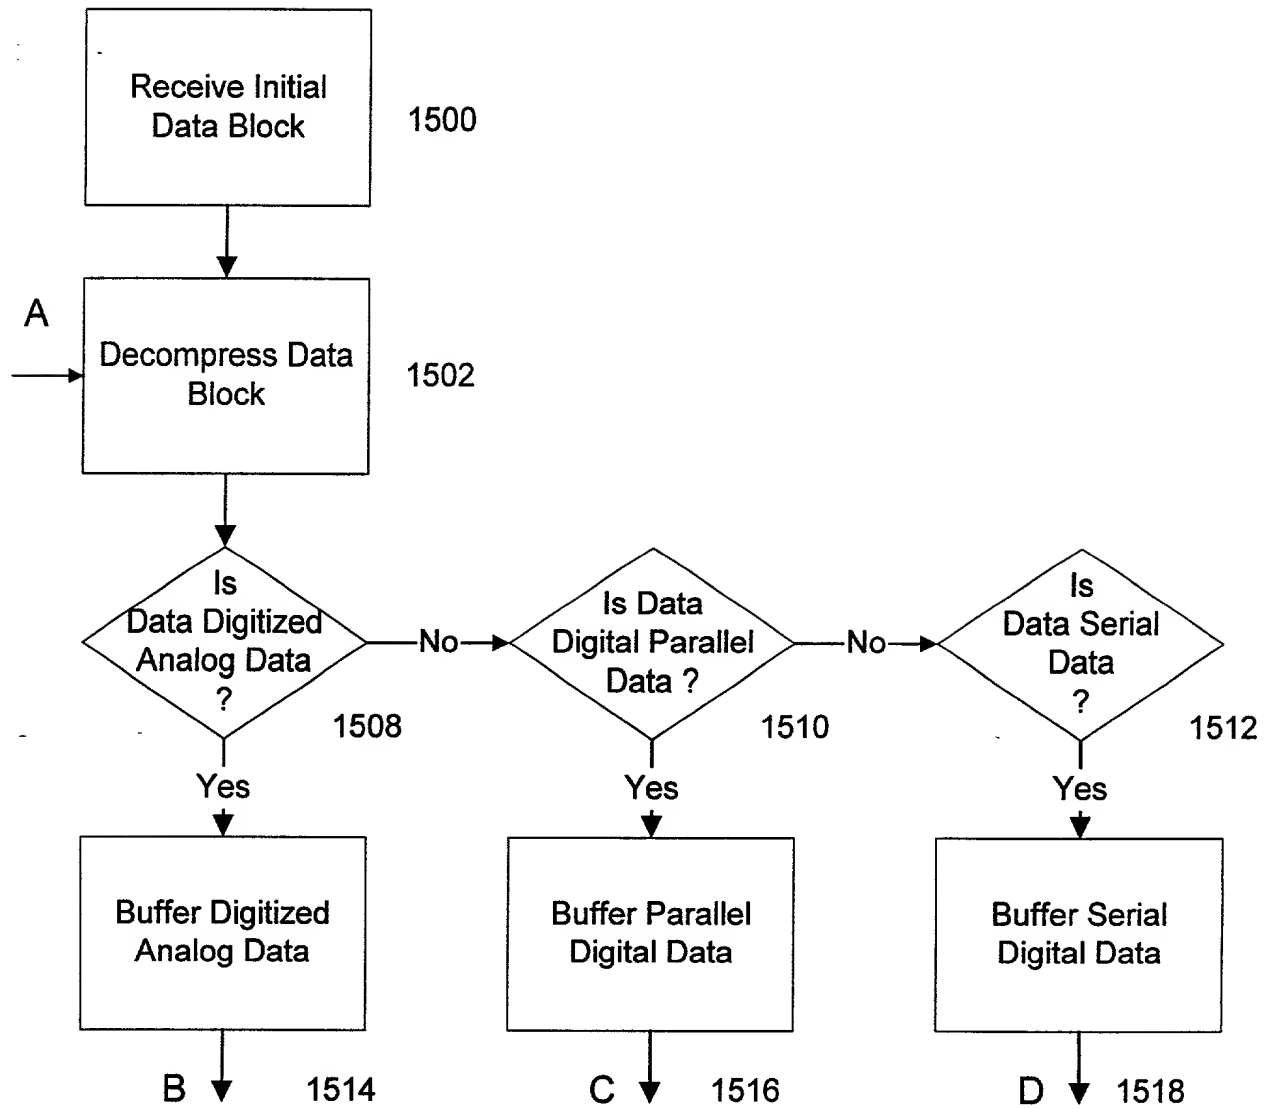 Receive Initial
Data Block
1500
A
Decompress Data
Block
1502
Is
Data Digitized
Analog Data
?
1508
No
Is Data
Digital Parallel
Data ?
1510
No
Is
Data Serial
Data
?
1512
Yes
Yes
Yes
Buffer Digitized
Analog Data
Buffer Parallel
Digital Data
Buffer Serial
Digital Data
B
1514
C
1516
D
1518